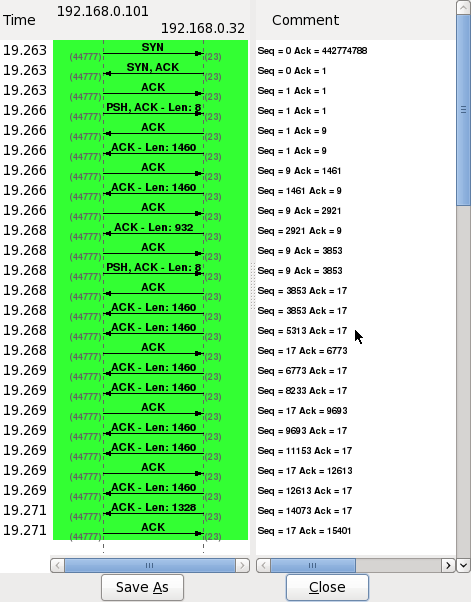 192.168.0.101
Time Comment
192.168.0.32
19.263 SYN Seq = 0 Ack = 442774788
(44777) (23)
19.263 SYN, ACK Seq = 0 Ack = 1
(44777) (23)
19.263 ACK Seq = 1 Ack = 1
(44777) (23)
19.266 PSH, ACK - Len: 8 Seq = 1 Ack = 1
(44777) (23)
19.266 ACK Seq = 1 Ack = 9
(44777) (23)
19.266 ACK - Len: 1460 Seq = 1 Ack = 9
(44777) (23)
19.266 ACK Seq = 9 Ack = 1461
(44777) (23)
19.266 ACK - Len: 1460 Seq = 1461 Ack = 9
(44777) (23)
19.266 ACK Seq = 9 Ack = 2921
(44777) (23)
19.268 ACK - Len: 932 Seq = 2921 Ack = 9
(44777) (23)
19.268 ACK Seq = 9 Ack = 3853
(44777) (23)
19.268 PSH, ACK - Len: 8 Seq = 9 Ack = 3853
(44777) (23)
19.268 ACK Seq = 3853 Ack = 17
(44777) (23)
19.268 ACK - Len: 1460 Seq = 3853 Ack = 17
(44777) (23)
19.268 ACK - Len: 1460 Seq = 5313 Ack = 17
(44777) (23)
19.268 ACK Seq = 17 Ack = 6773
(44777) (23)
19.269 ACK - Len: 1460 Seq = 6773 Ack = 17
(44777) (23)
19.269 ACK - Len: 1460 Seq = 8233 Ack = 17
(44777) (23)
19.269 ACK Seq = 17 Ack = 9693
(44777) (23)
19.269 ACK - Len: 1460 Seq = 9693 Ack = 17
(44777) (23)
19.269 ACK - Len: 1460 Seq = 11153 Ack = 17
(44777) (23)
19.269 ACK Seq = 17 Ack = 12613
(44777) (23)
19.269 ACK - Len: 1460 Seq = 12613 Ack = 17
(44777) (23)
19.271 ACK - Len: 1328 Seq = 14073 Ack = 17
(44777) (23)
19.271 ACK Seq = 17 Ack = 15401
(44777) (23)
Save As Close